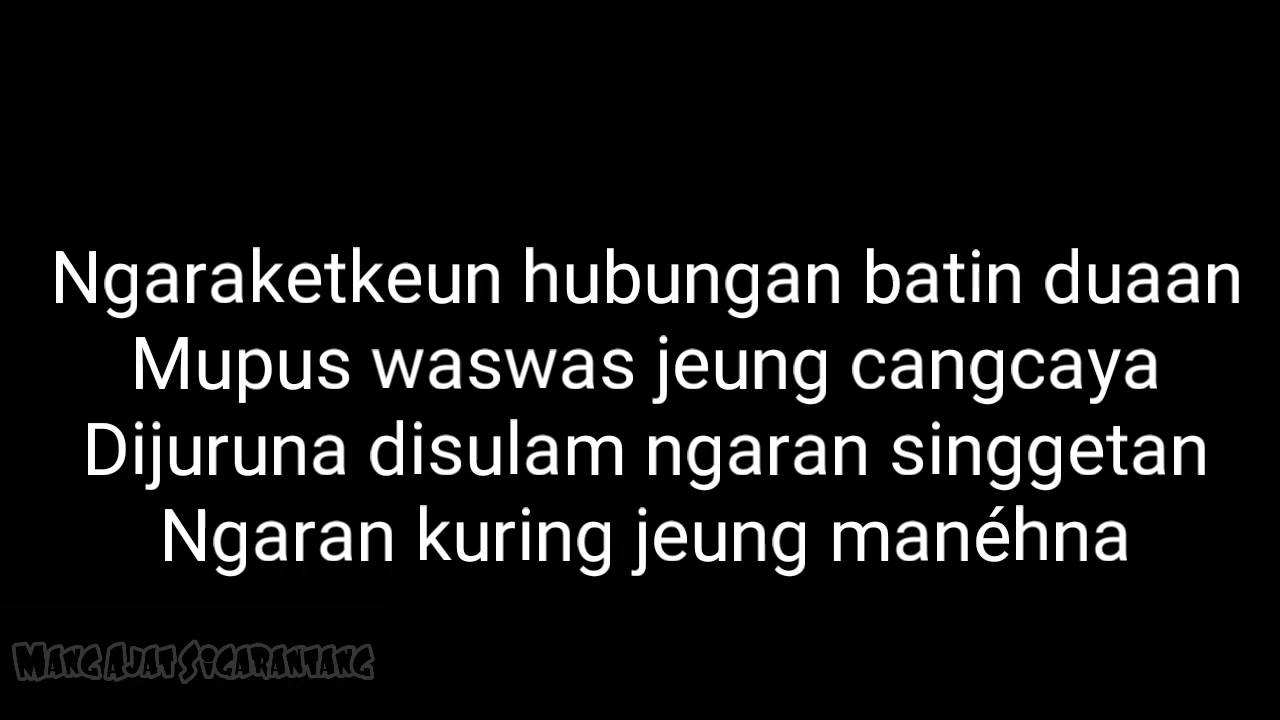 Ngaraketkeun hubungan batin duaan
Mupus waswas jeung cangcaya
Dijuruna disulam ngaran singgetan
Ngaran kuring jeung manéhna
Mang Ajat Sigarantang